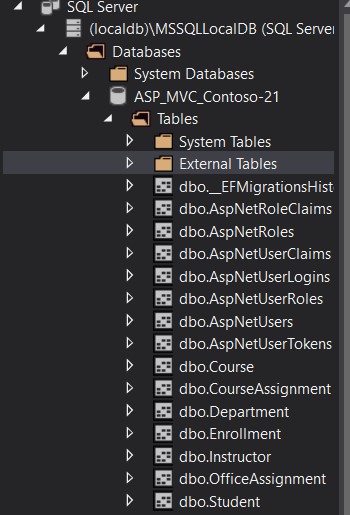 SQL Server
(localdb)\MSSQLLocalDB (SQL Server
Databases
System Databases
ASP_MVC_Contoso-21
Tables
System Tables
External Tables
dbo.__EFMigrationsHist
dbo.AspNetRoleClaims
dbo.AspNetRoles
dbo.AspNetUserClaims
dbo.AspNetUserLogins
dbo.AspNetUserRoles
dbo.AspNetUsers
dbo.AspNetUserTokens
dbo.Course
dbo.CourseAssignment
dbo.Department
dbo.Enrollment
dbo.Instructor
dbo.OfficeAssignment
dbo.Student